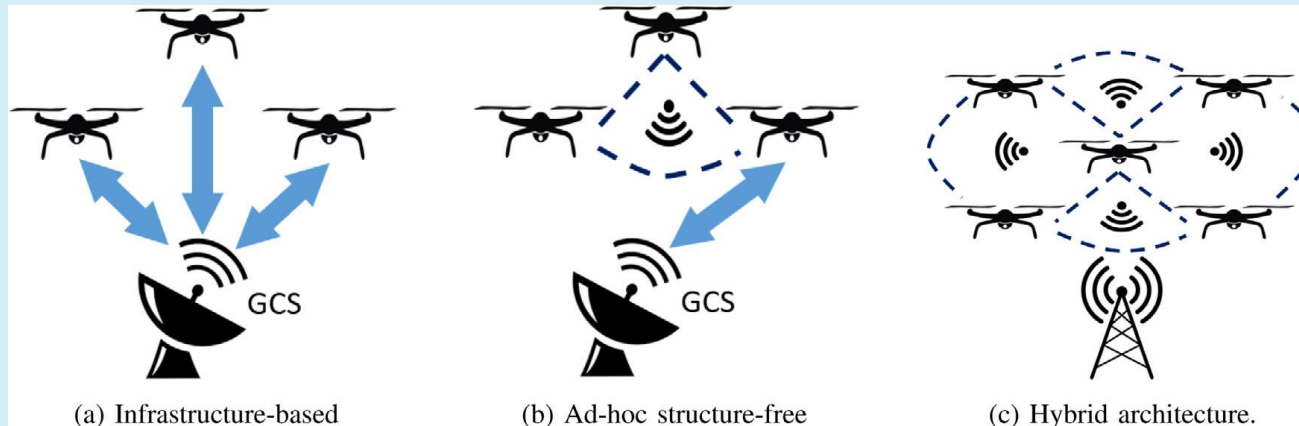 GCS
GCS
(a) Infrastructure-based
(b) Ad-hoc structure-free
(c) Hybrid architecture.